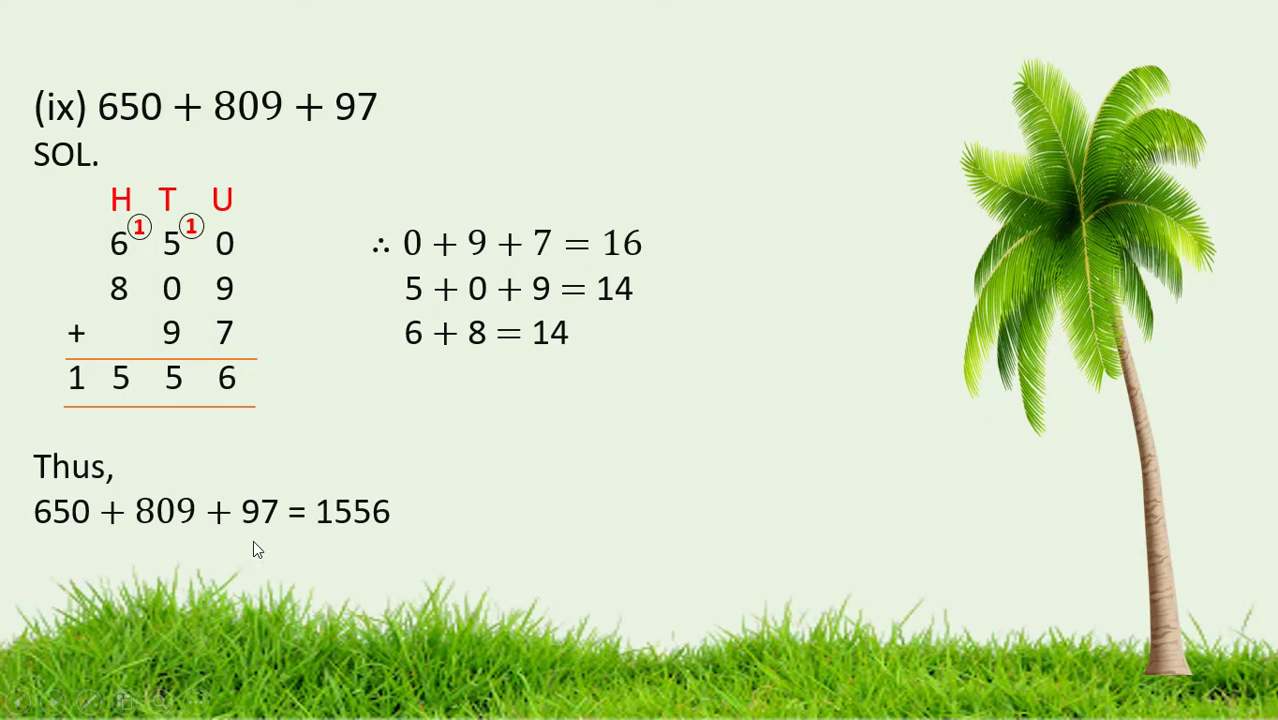 (ix) 650 + 809 + 97
SOL.
H T U
1 1
6 5 0
8 0 9
+ 9 7
1 5 5 6
∴ 0 + 9 + 7 = 16
5 + 0 + 9 = 14
6 + 8 = 14
Thus,
650 + 809 + 97 = 1556